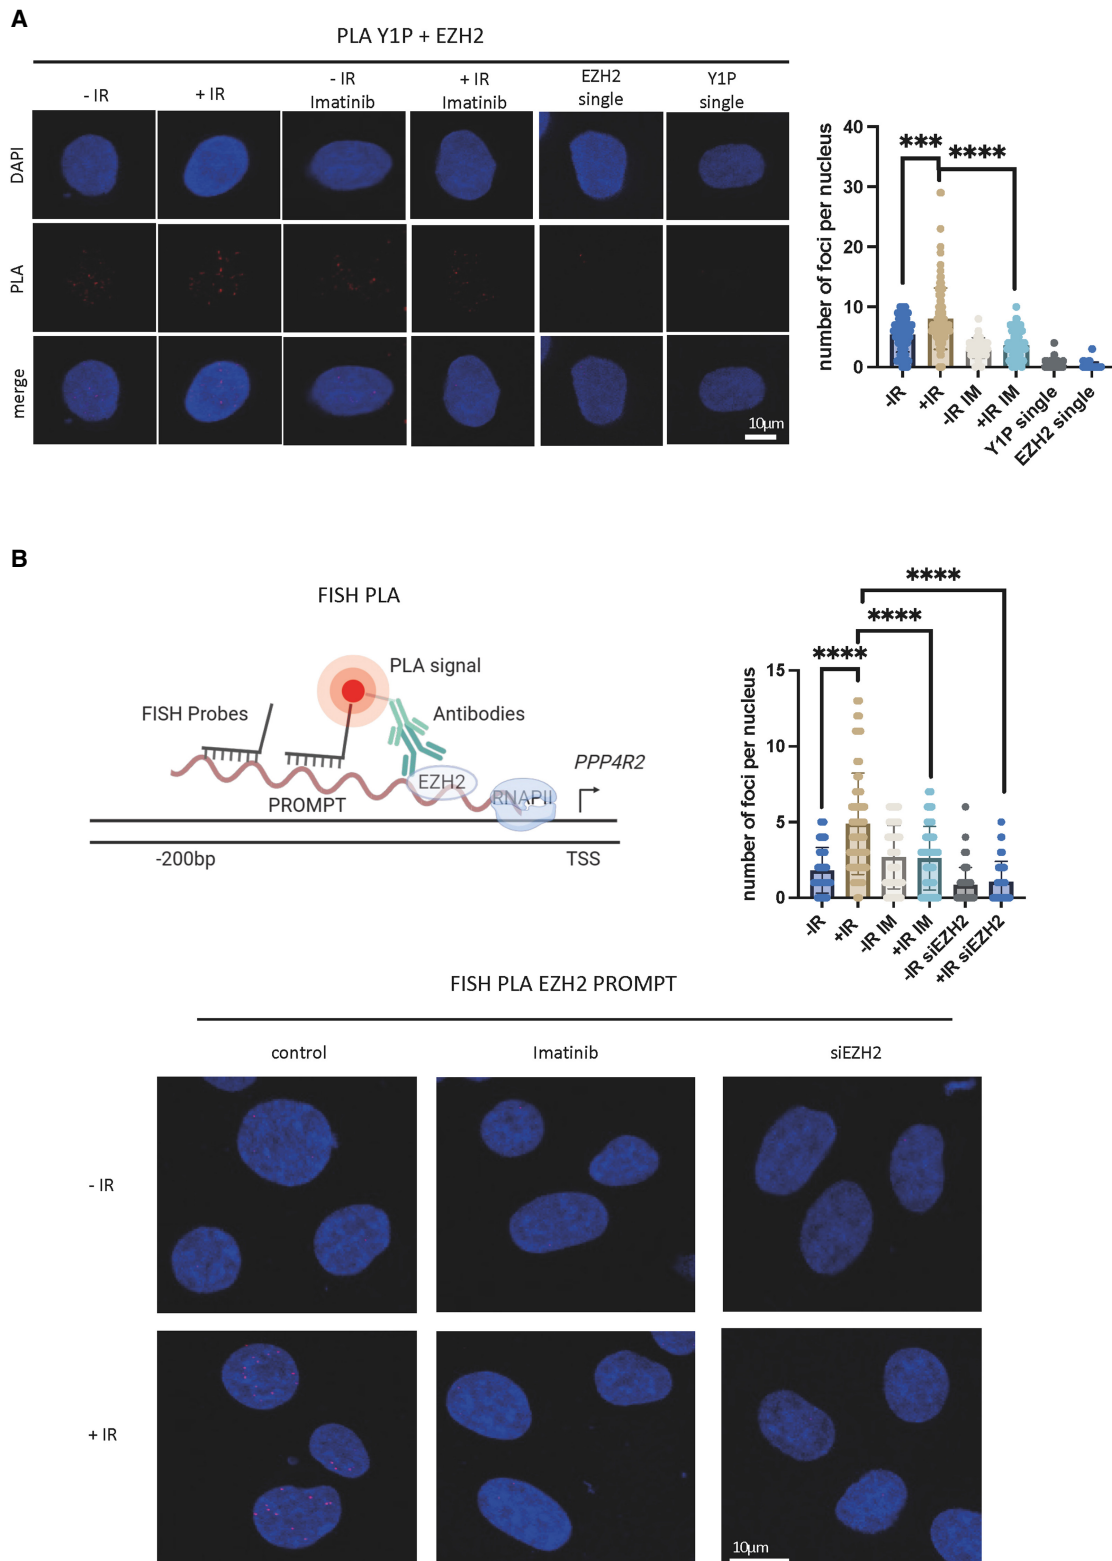 A
PLA Y1P + EZH2
- IR
+ IR
- IR
Imatinib
+ IR
Imatinib
EZH2
single
Y1P
single
DAPI
PLA
merge
10µm
number of foci per nucleus
40
30
20
10
0
***
****
-IR
+IR
-IR IM
+IR IM
Y1P single
EZH2 single
B
FISH PLA
PLA signal
FISH Probes
Antibodies
EZH2
PROMPT
RNAPII
PPP4R2
-200bp
TSS
number of foci per nucleus
15
10
5
0
****
****
****
-IR
+IR
-IR IM
+IR IM
-IR siEZH2
+IR siEZH2
FISH PLA EZH2 PROMPT
control
Imatinib
siEZH2
- IR
+ IR
10µm